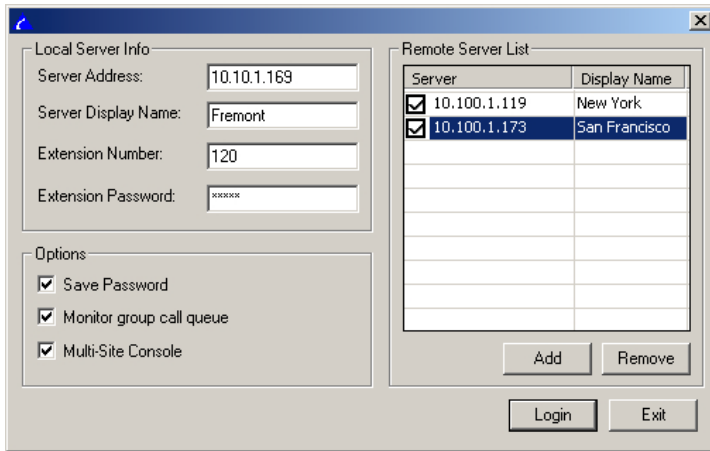 Local Server Info
Server Address: 10.10.1.169
Server Display Name: Fremont
Extension Number: 120
Extension Password: xxxxx
Options
Save Password
Monitor group call queue
Multi-Site Console
Remote Server List
Server Display Name
10.100.1.119 New York
10.100.1.173 San Francisco
Add Remove
Login Exit